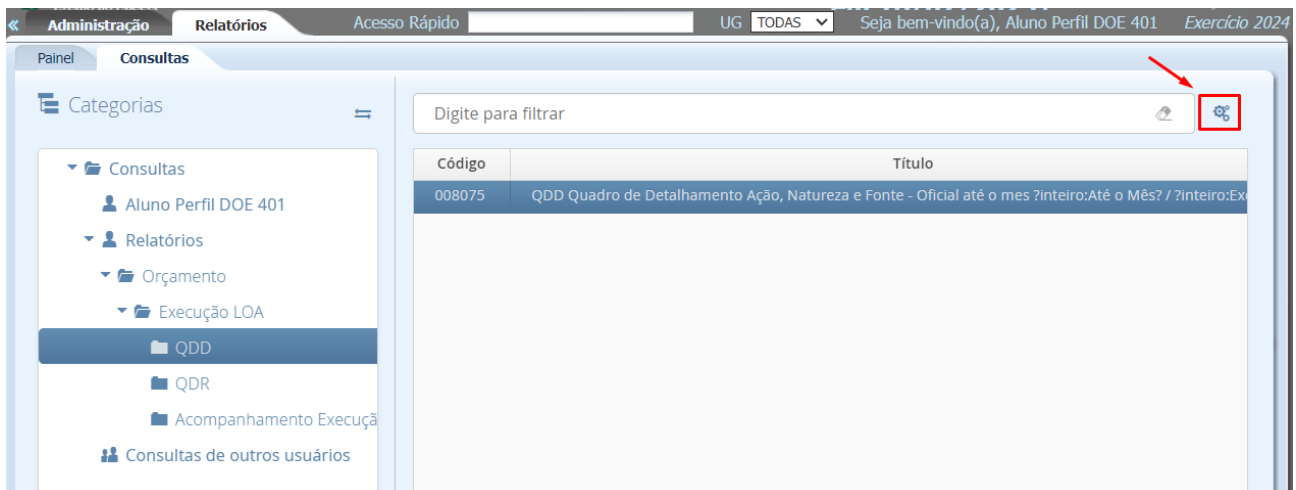 « Administração Relatórios Acesso Rápido UG TODAS Seja bem-vindo(a), Aluno Perfil DOE 401 Exercício 2024
Painel Consultas
Categorias
Digite para filtrar
Código Título
008075 QDD Quadro de Detalhamento Ação, Natureza e Fonte - Oficial até o mes ?inteiro:Até o Mês? / ?inteiro:Ex
Consultas
Aluno Perfil DOE 401
Relatórios
Orçamento
Execução LOA
QDD
QDR
Acompanhamento Execuçã
Consultas de outros usuários